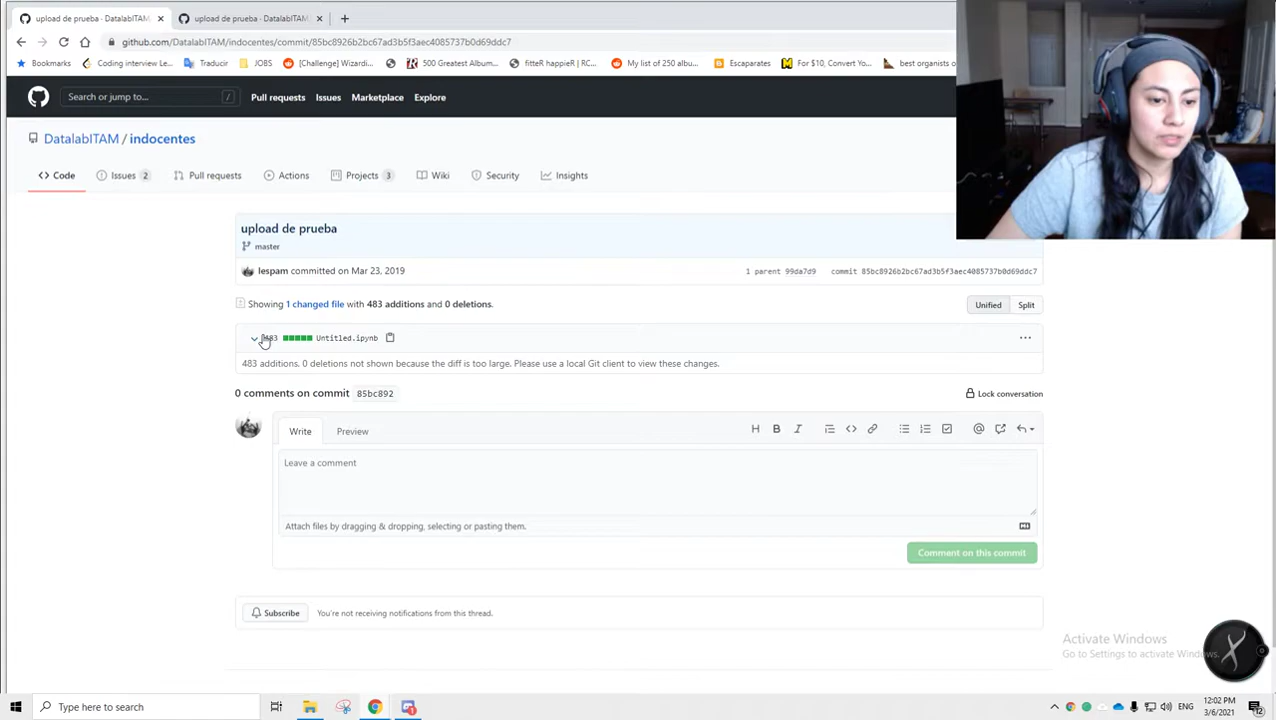 upload de prueba · DatalabITAM/
upload de prueba · DatalabITAM/
github.com/DatalabITAM/indocentes/commit/85bc8926b2bc67ad3b5f3aec4085737b0d69ddc7
Bookmarks Coding interview Le... Traducir JOBS [Challenge] Wizardi... 500 Greatest Album... fitteR happieR | RC... My list of 250 albu... Escaparates For $10, Convert Yo... best organists o
Search or jump to... / Pull requests Issues Marketplace Explore
DatalabITAM / indocentes
<> Code Issues 2 Pull requests Actions Projects 3 Wiki Security Insights
upload de prueba
master
lespam committed on Mar 23, 2019 1 parent 99da7d9 commit 85bc8926b2bc67ad3b5f3aec4085737b0d69ddc7
Showing 1 changed file with 483 additions and 0 deletions. Unified Split
483 Untitled.ipynb ...
483 additions, 0 deletions not shown because the diff is too large. Please use a local Git client to view these changes.
0 comments on commit 85bc892 Lock conversation
Write Preview
Leave a comment
Attach files by dragging & dropping, selecting or pasting them.
Comment on this commit
Subscribe You're not receiving notifications from this thread.
Activate Windows
Go to Settings to activate Windows.
Type here to search
ENG
12:02 PM
3/6/2021
12